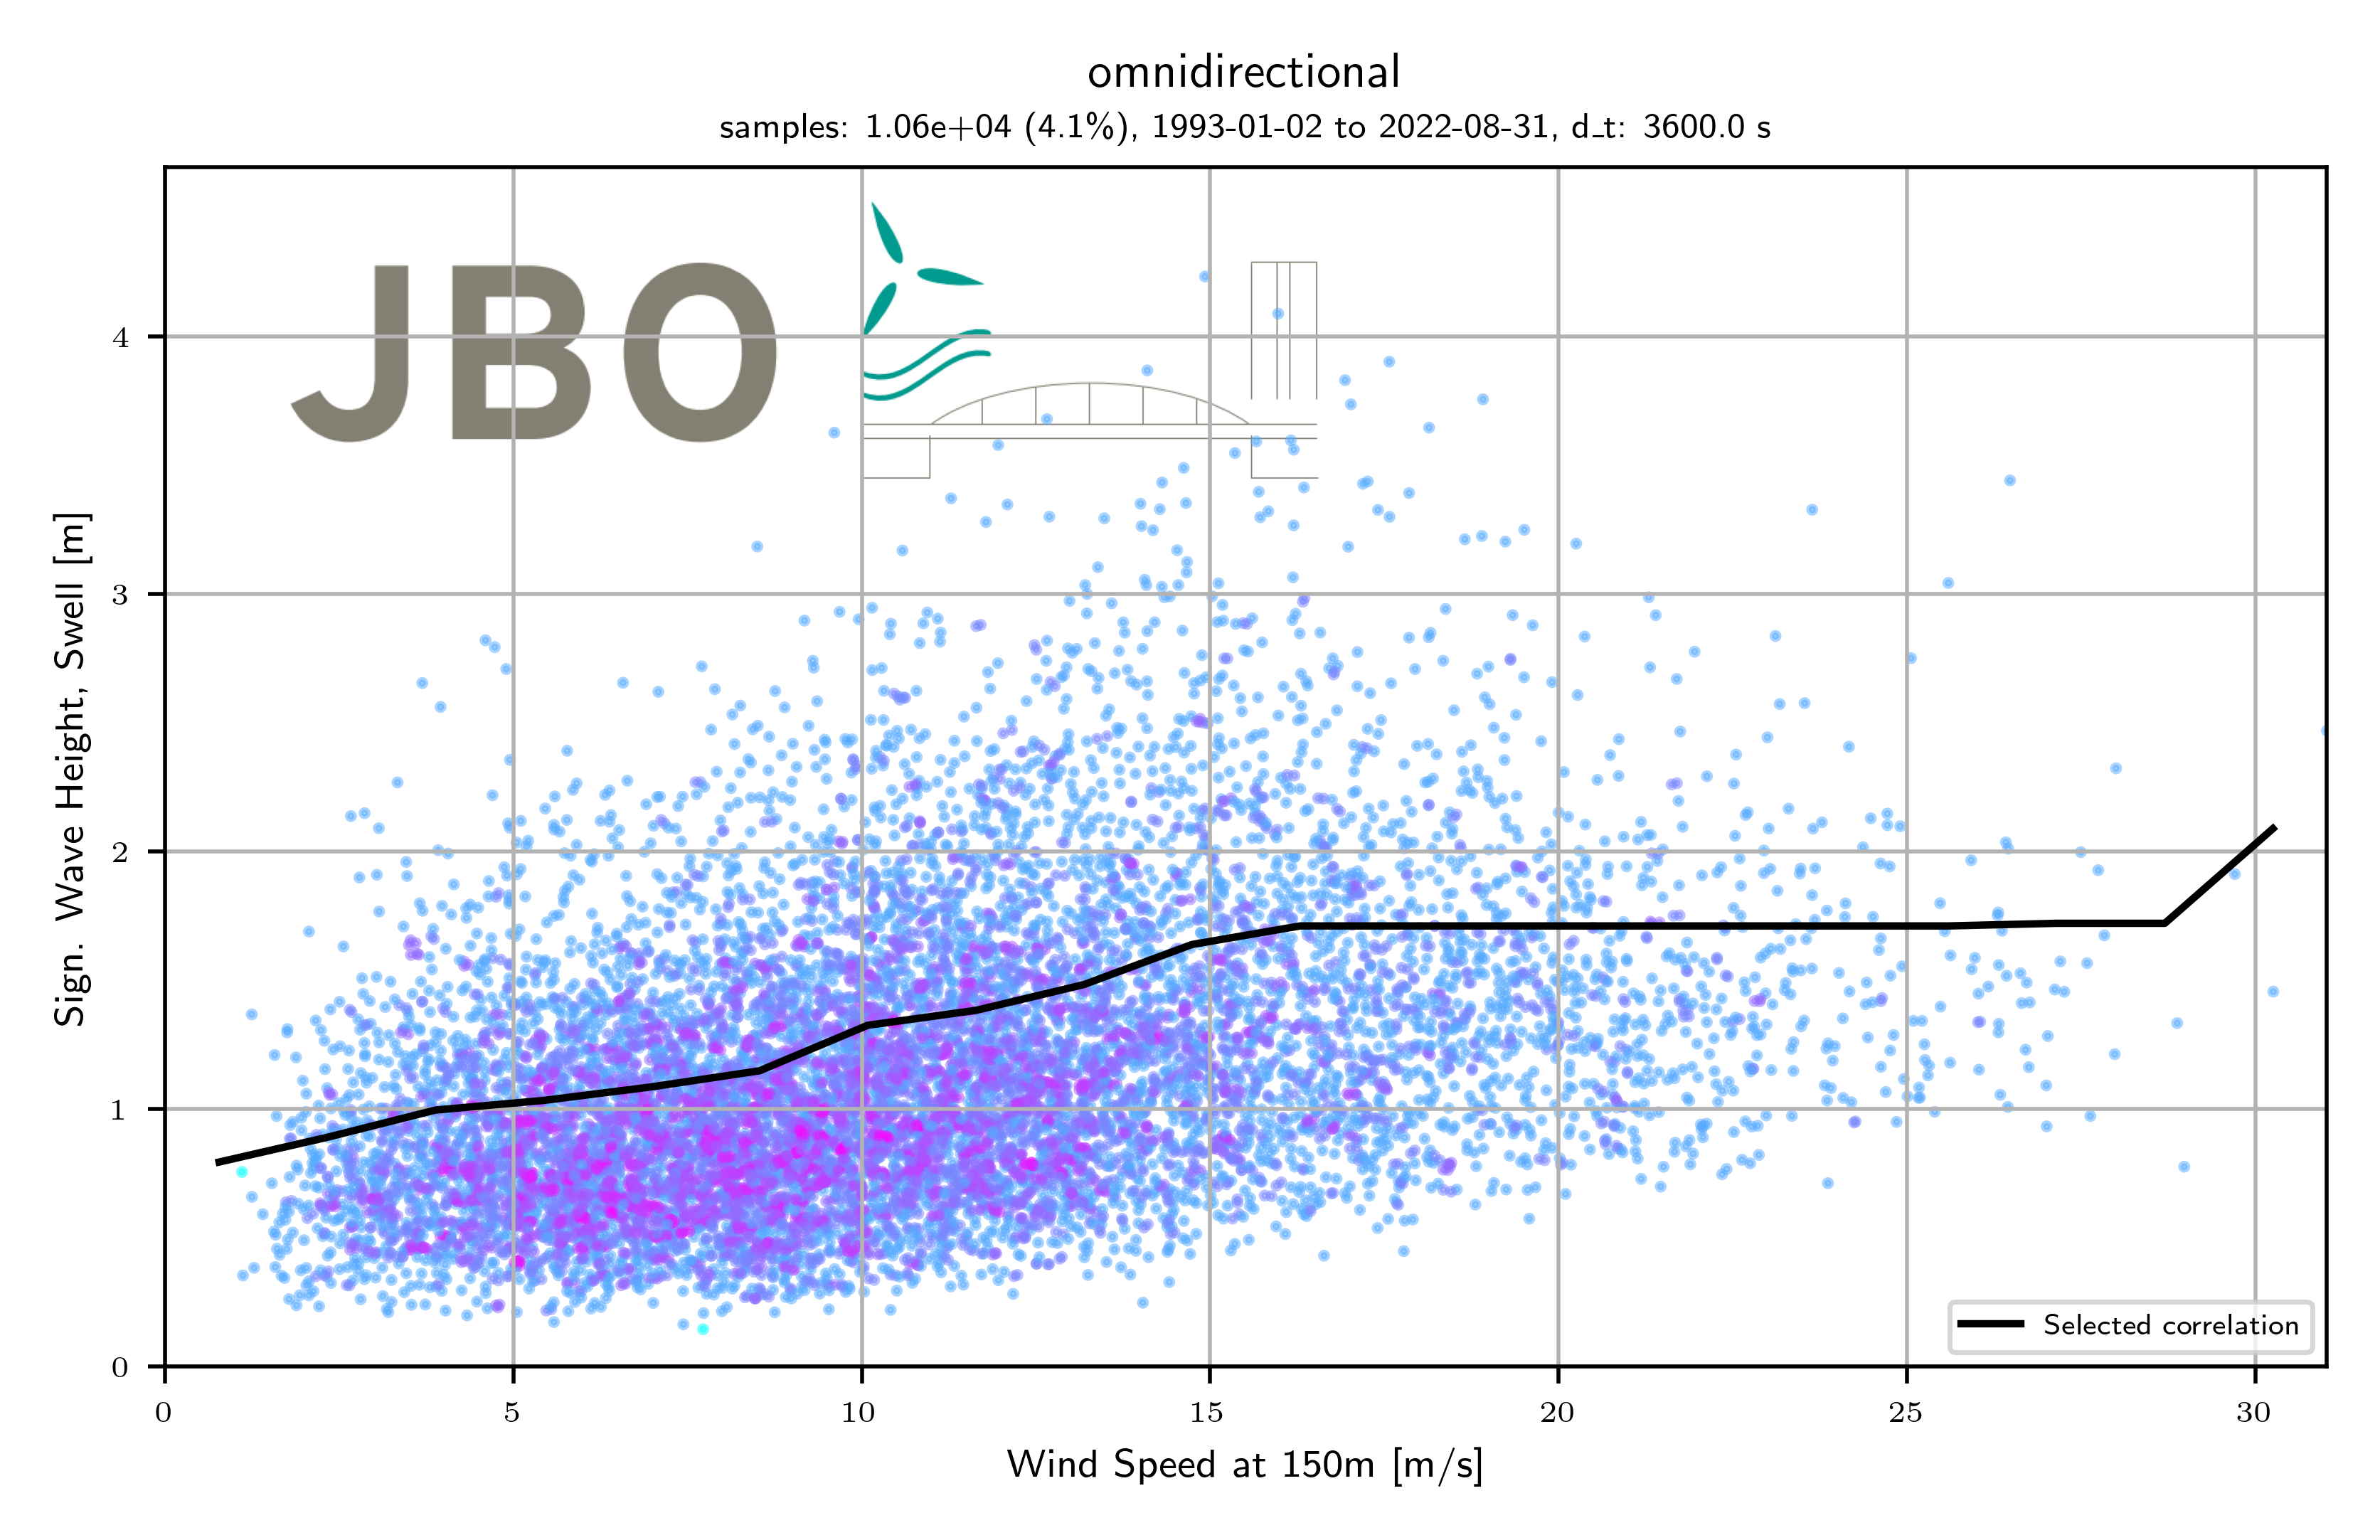 omnidirectional
samples: 1.06e+04 (4.1%), 1993-01-02 to 2022-08-31, d_t: 3600.0 s
JBO
Sign. Wave Height, Swell [m]
4
3
2
1
0
0 5 10 15 20 25 30
Selected correlation
Wind Speed at 150m [m/s]